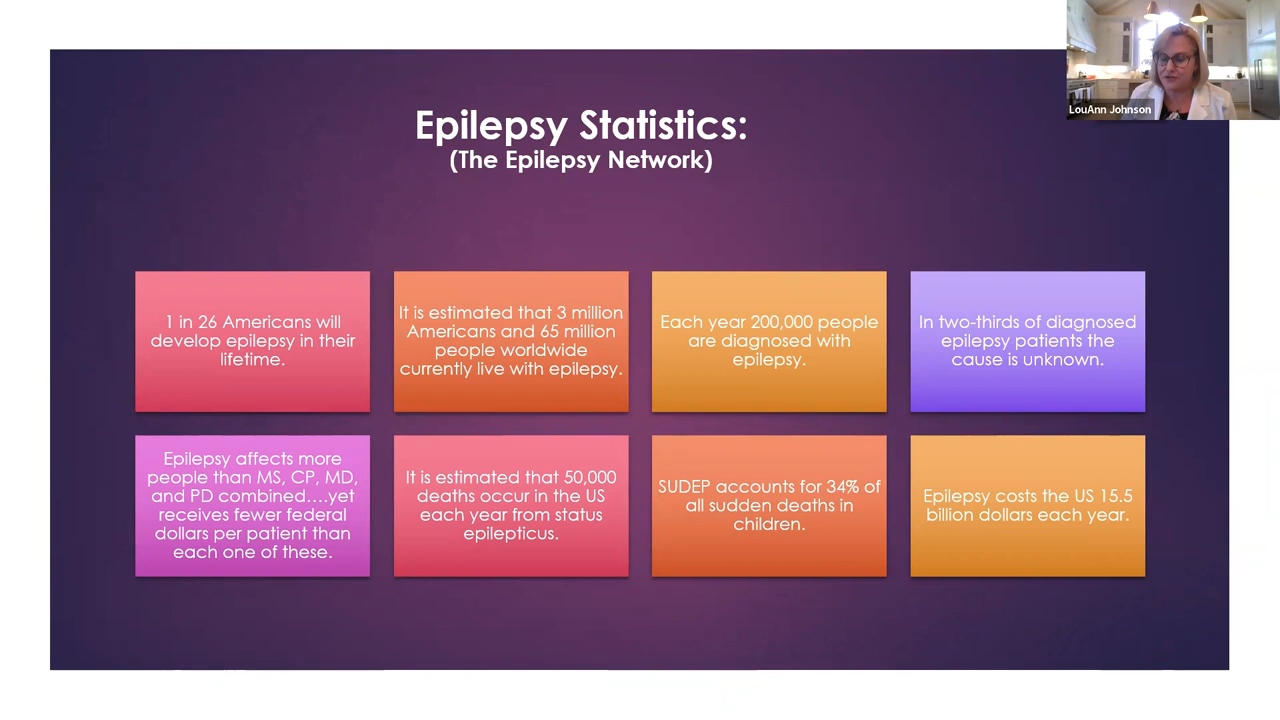 LouAnn Johnson
Epilepsy Statistics:
(The Epilepsy Network)
1 in 26 Americans will
develop epilepsy in their
lifetime.
It is estimated that 3 million
Americans and 65 million
people worldwide
currently live with epilepsy.
Each year 200,000 people
are diagnosed with
epilepsy.
In two-thirds of diagnosed
epilepsy patients the
cause is unknown.
Epilepsy affects more
people than MS, CP, MD,
and PD combined....yet
receives fewer federal
dollars per patient than
each one of these.
It is estimated that 50,000
deaths occur in the US
each year from status
epilepticus.
SUDEP accounts for 34% of
all sudden deaths in
children.
Epilepsy costs the US 15.5
billion dollars each year.